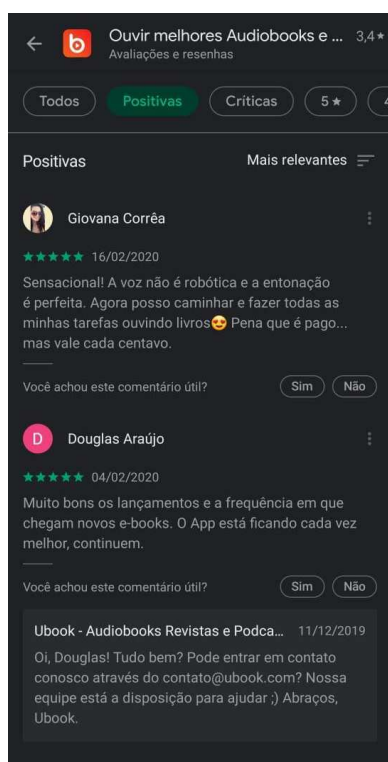 Ouvir melhores Audiobooks e ... 3,4★
Avaliações e resenhas
Todos Positivas Críticas 5★ 4
Positivas Mais relevantes
Giovana Corrêa
★★★★★ 16/02/2020
Sensacional! A voz não é robótica e a entonação
é perfeita. Agora posso caminhar e fazer todas as
minhas tarefas ouvindo livros😍 Pena que é pago...
mas vale cada centavo.
Você achou este comentário útil? Sim Não
D Douglas Araújo
★★★★★ 04/02/2020
Muito bons os lançamentos e a frequência em que
chegam novos e-books. O App está ficando cada vez
melhor, continuem.
Você achou este comentário útil? Sim Não
Ubook - Audiobooks Revistas e Podca... 11/12/2019
Oi, Douglas! Tudo bem? Pode entrar em contato
conosco através do contato@ubook.com? Nossa
equipe está a disposição para ajudar ;) Abraços,
Ubook.